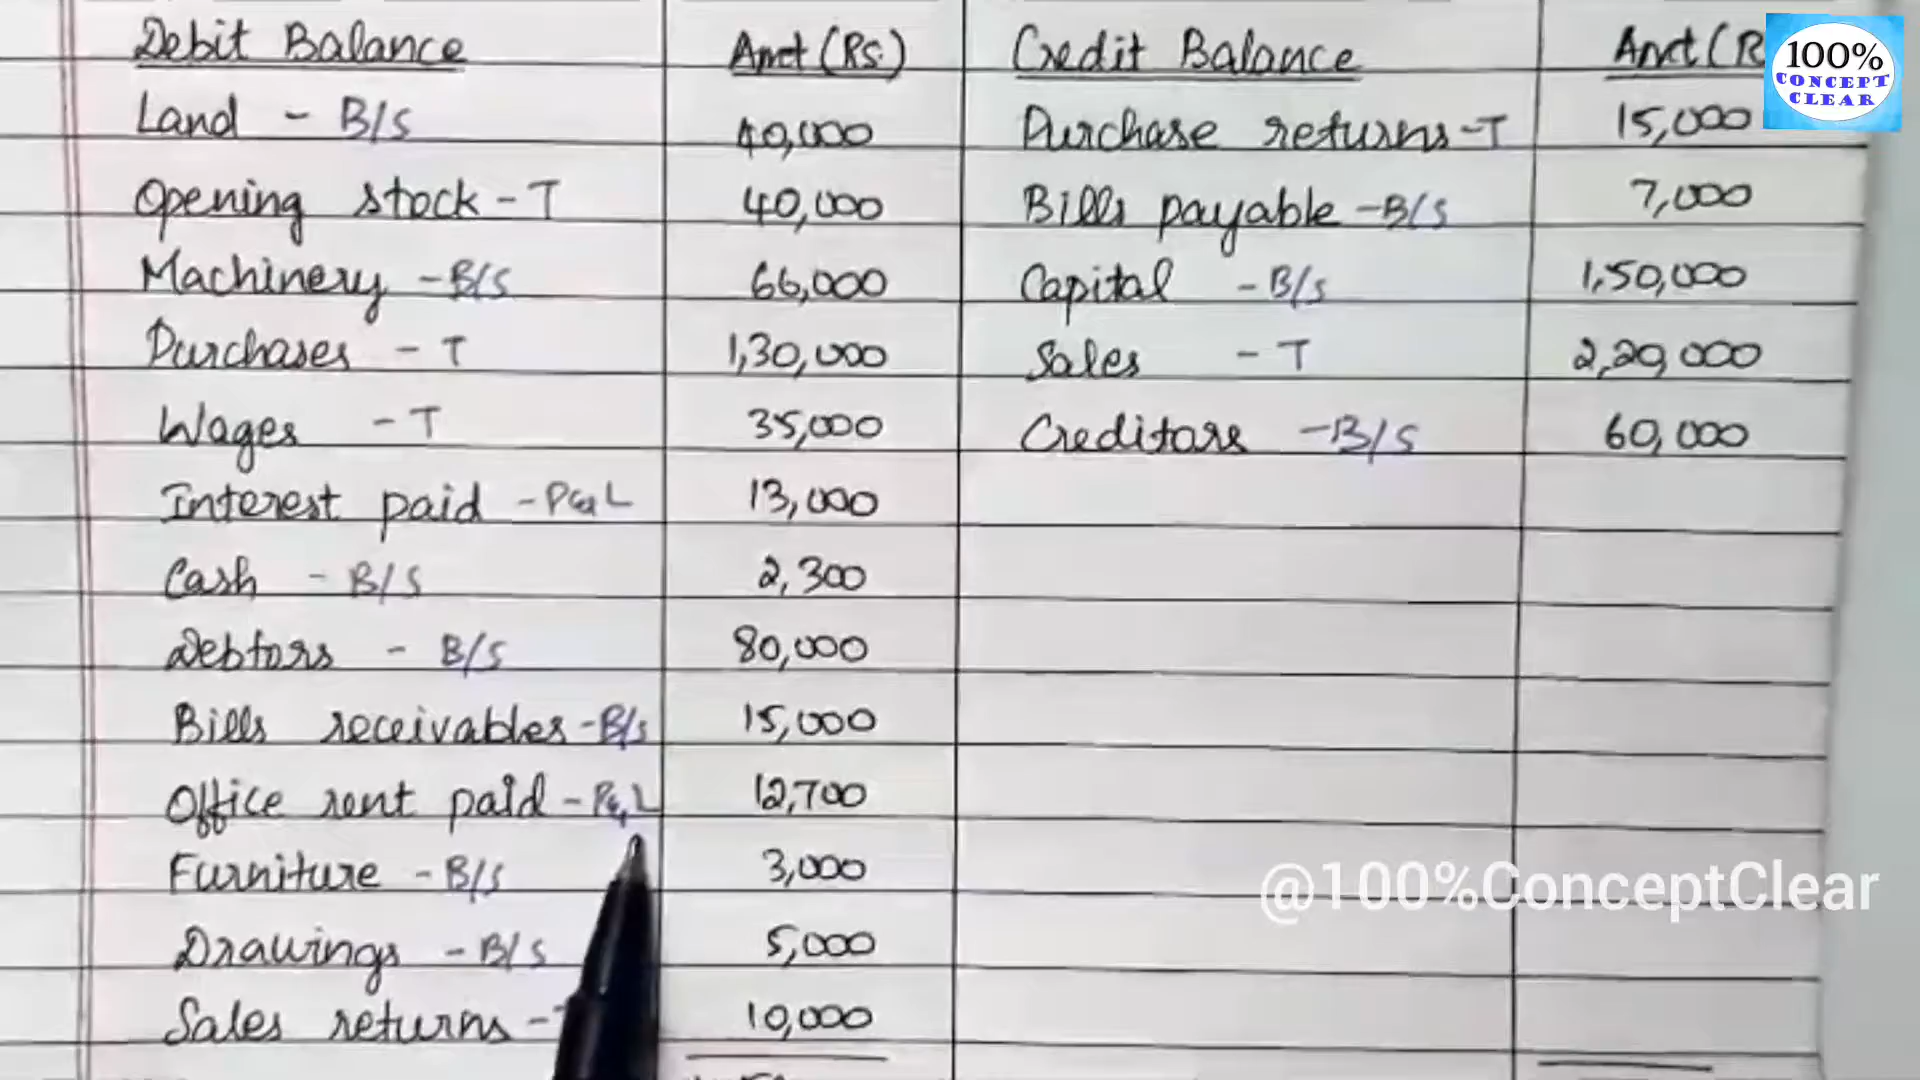 Debit Balance Amt (Rs.) Credit Balance Amt (R
Land - B/S 40,000 Purchase returns - T 15,000
Opening stock - T 40,000 Bills payable - B/S 7,000
Machinery - B/S 66,000 Capital - B/S 1,50,000
Purchases - T 1,30,000 Sales - T 2,29,000
Wages - T 35,000 Creditors - B/S 60,000
Interest paid - P&L 13,000
Cash - B/S 2,300
Debtors - B/S 80,000
Bills receivables - B/S 15,000
Office rent paid - P&L 12,700
Furniture - B/S 3,000
Drawings - B/S 5,000
Sales returns - 10,000
100%
CONCEPT
CLEAR
@100%ConceptClear